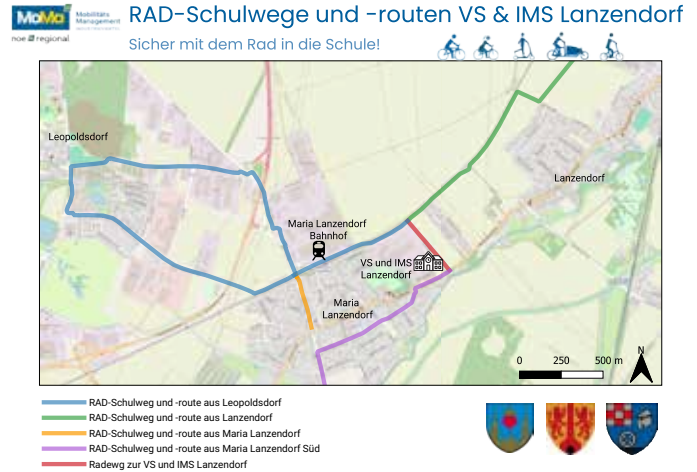 RAD-Schulwege und -routen VS & IMS Lanzendorf
MoMa
Mobilitäts
Management
noe regional
Sicher mit dem Rad in die Schule!
Leopoldsdorf
Lanzendorf
Maria Lanzendorf
Bahnhof
VS und IMS
Lanzendorf
Maria
Lanzendorf
N
0 250 500 m
RAD-Schulweg und -route aus Leopoldsdorf
RAD-Schulweg und -route aus Lanzendorf
RAD-Schulweg und -route aus Maria Lanzendorf
RAD-Schulweg und -route aus Maria Lanzendorf Süd
Radewg zur VS und IMS Lanzendorf